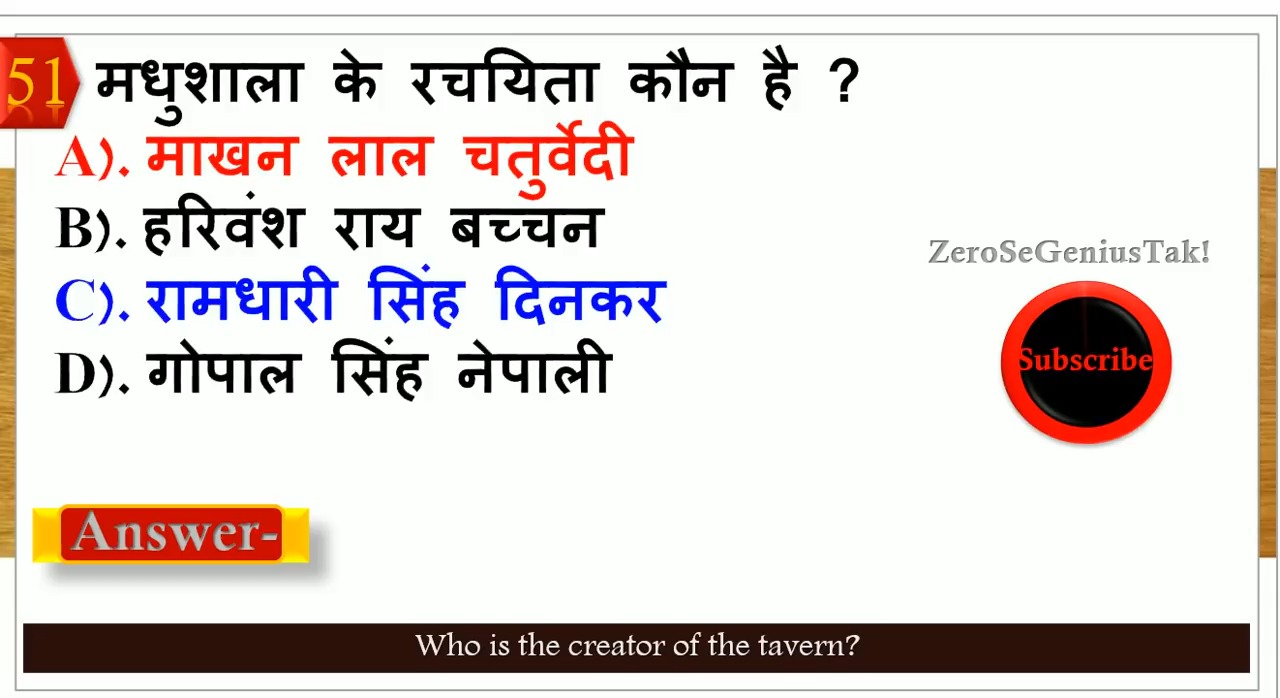 51 मधुशाला के रचयिता कौन है ?
A). माखन लाल चतुर्वेदी
B). हरिवंश राय बच्चन
C). रामधारी सिंह दिनकर
D). गोपाल सिंह नेपाली
ZeroSeGeniusTak!
Subscribe
Answer-
Who is the creator of the tavern?